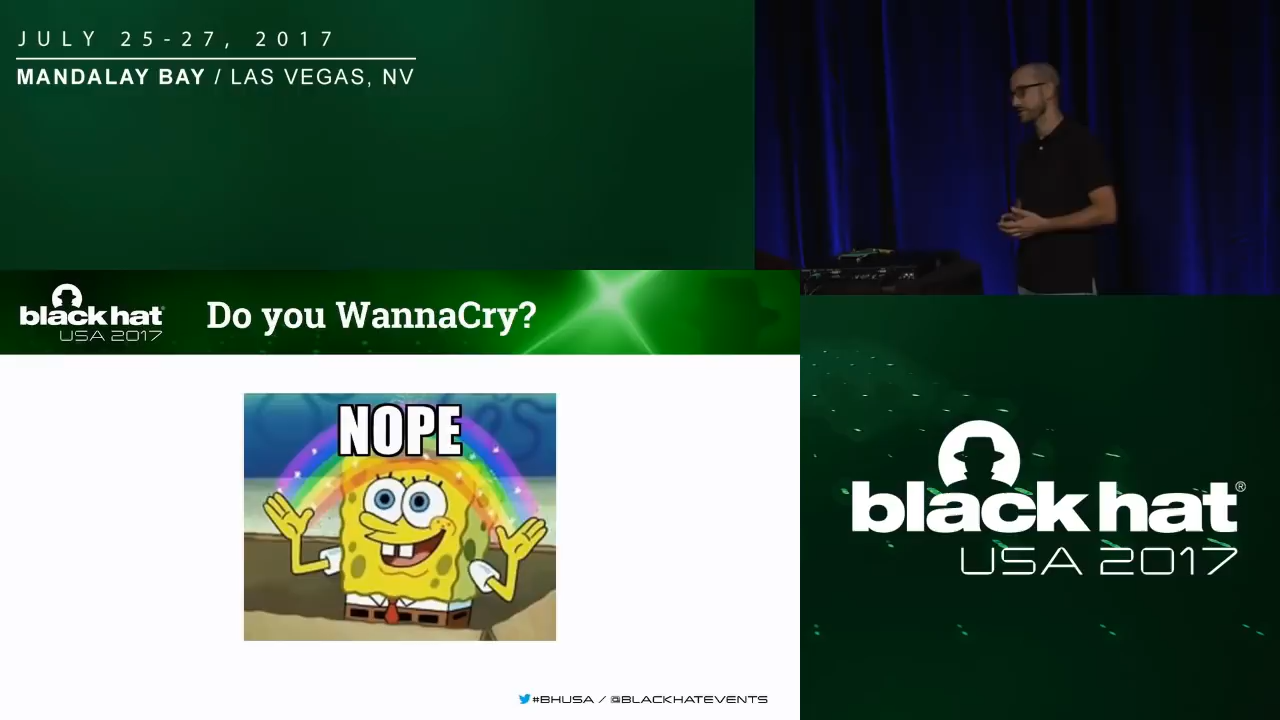 JULY 25-27, 2017
MANDALAY BAY / LAS VEGAS, NV
black hat
USA 2017
Do you WannaCry?
NOPE
#BHUSA / @BLACKHATEVENTS
black hat®
USA 2017